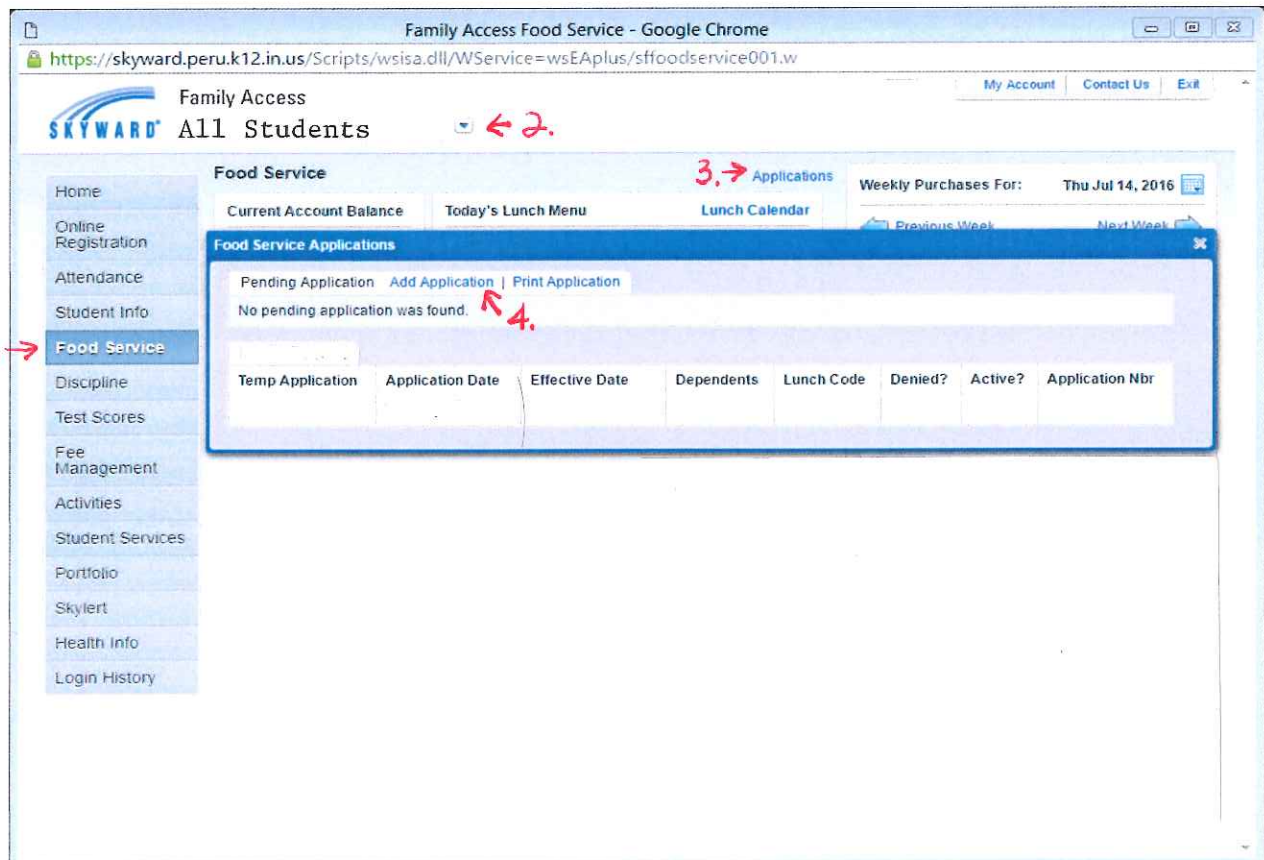 Family Access Food Service - Google Chrome
https://skyward.peru.k12.in.us/Scripts/wsisa.dll/WService=wsEAplus/sffoodservice001.w
My Account Contact Us Exit
SKYWARD® Family Access
All Students ← 2.
Home
Online
Registration
Attendance
Student Info
→ Food Service
Discipline
Test Scores
Fee
Management
Activities
Student Services
Portfolio
Skylert
Health Info
Login History
Food Service 3.→ Applications
Current Account Balance Today's Lunch Menu Lunch Calendar
Weekly Purchases For: Thu Jul 14, 2016
Previous Week Next Week
Food Service Applications
Pending Application Add Application | Print Application
No pending application was found. 4.
Temp Application Application Date Effective Date Dependents Lunch Code Denied? Active? Application Nbr